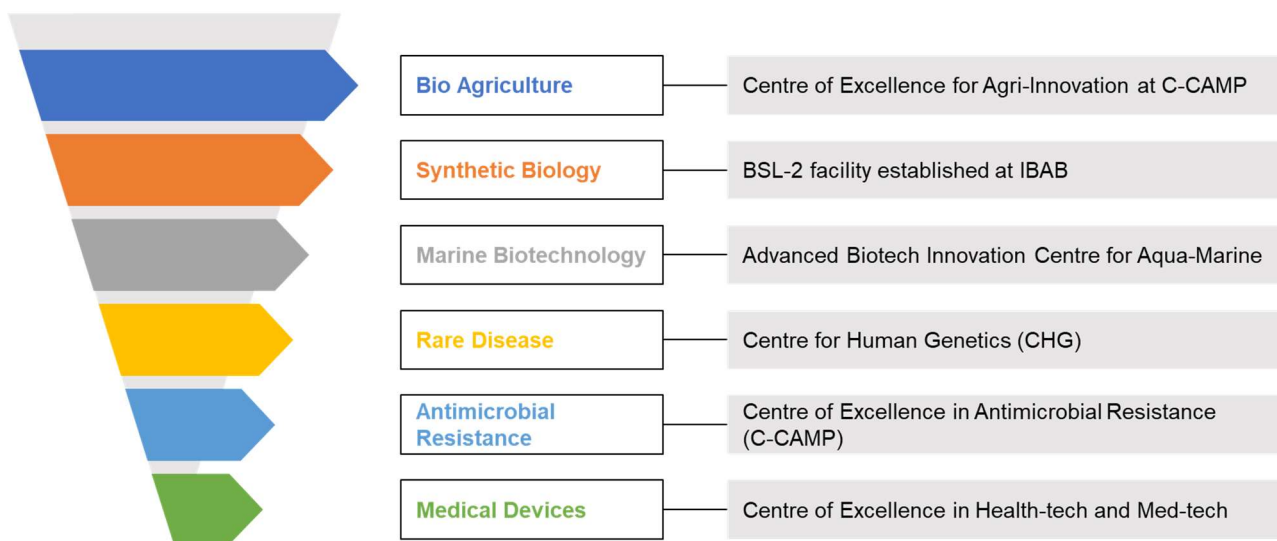 Bio Agriculture
Centre of Excellence for Agri-Innovation at C-CAMP
Synthetic Biology
BSL-2 facility established at IBAB
Marine Biotechnology
Advanced Biotech Innovation Centre for Aqua-Marine
Rare Disease
Centre for Human Genetics (CHG)
Antimicrobial
Resistance
Centre of Excellence in Antimicrobial Resistance
(C-CAMP)
Medical Devices
Centre of Excellence in Health-tech and Med-tech